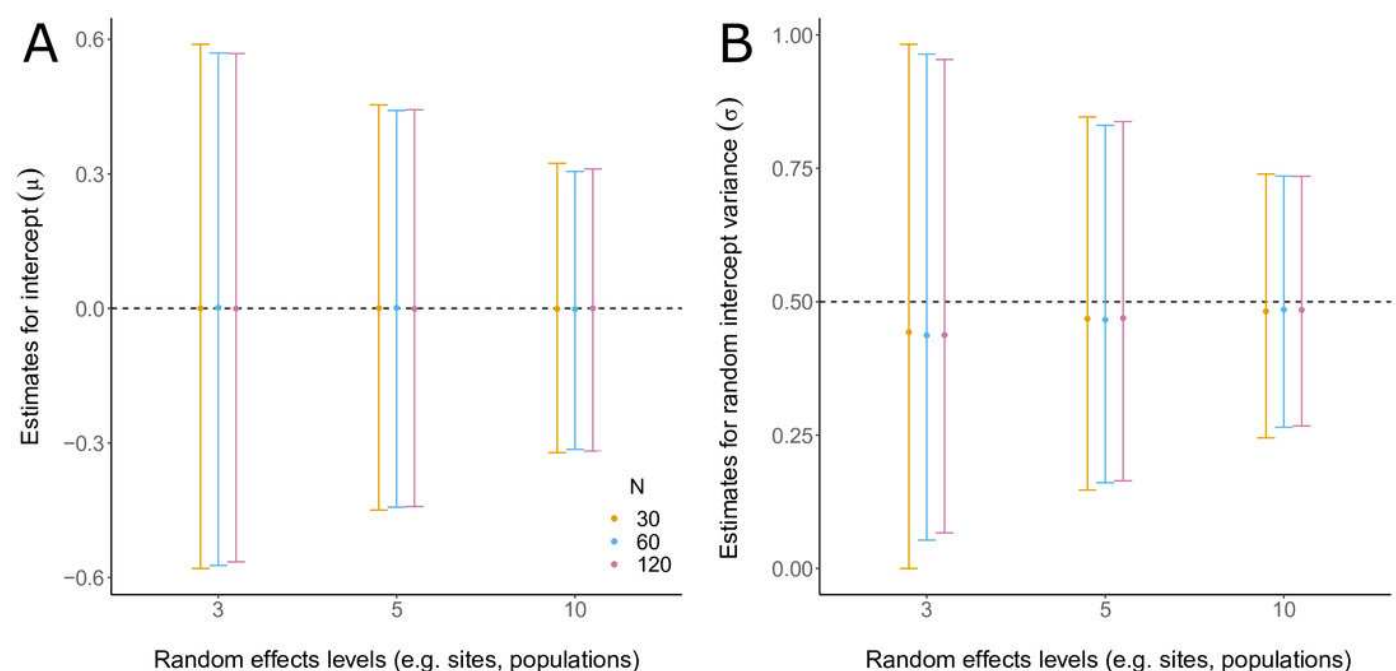 A
Estimates for intercept (μ)
0.6
0.3
0.0
−0.3
−0.6
3
5
10
Random effects levels (e.g. sites, populations)
N
30
60
120
B
Estimates for random intercept variance (σ)
1.00
0.75
0.50
0.25
0.00
3
5
10
Random effects levels (e.g. sites, populations)